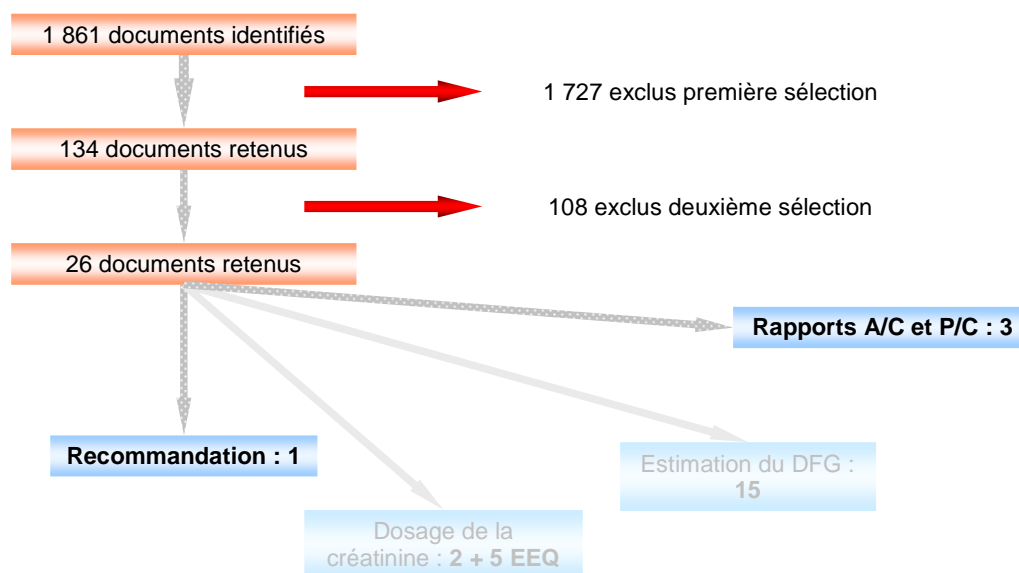 1 861 documents identifiés
1 727 exclus première sélection
134 documents retenus
108 exclus deuxième sélection
26 documents retenus
Rapports A/C et P/C : 3
Recommandation : 1
Estimation du DFG :
15
Dosage de la
créatinine : 2 + 5 EEQ